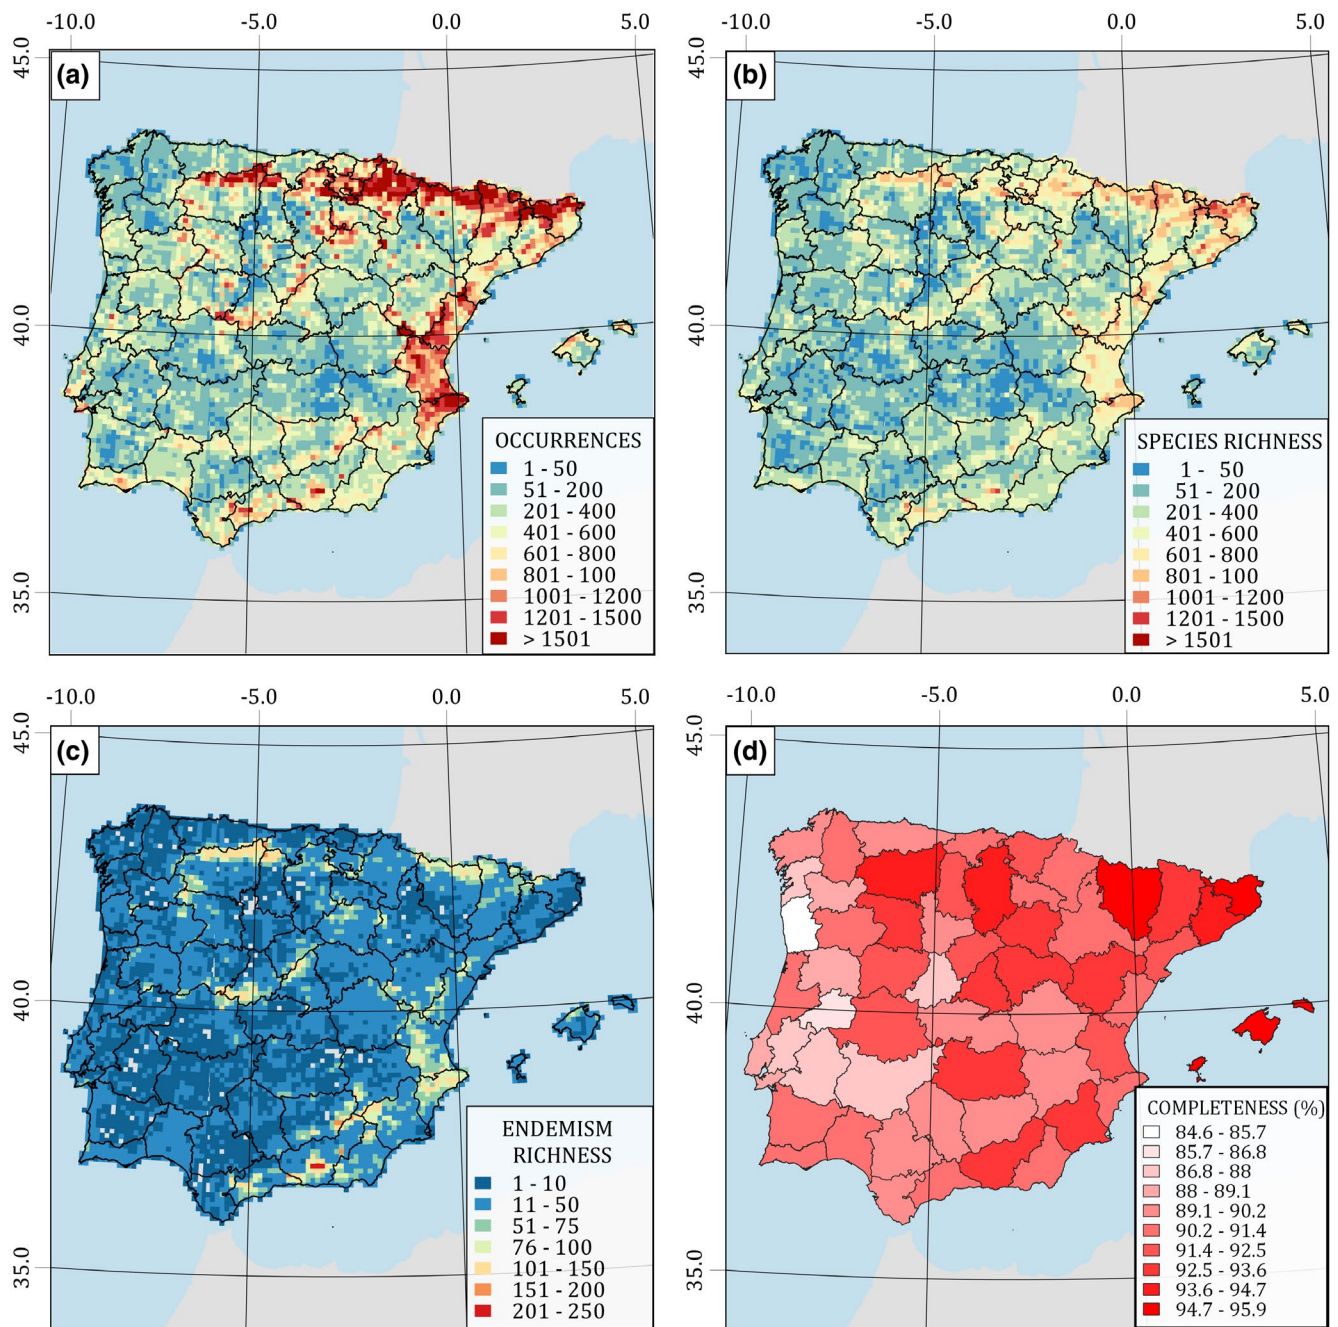 -10.0 -5.0 0.0 5.0
-10.0 -5.0 0.0 5.0
45.0
40.0
35.0
(a)
OCCURRENCES
1 - 50
51 - 200
201 - 400
401 - 600
601 - 800
801 - 100
1001 - 1200
1201 - 1500
> 1501
45.0
40.0
35.0
(b)
SPECIES RICHNESS
1 - 50
51 - 200
201 - 400
401 - 600
601 - 800
801 - 100
1001 - 1200
1201 - 1500
> 1501
-10.0 -5.0 0.0 5.0
-10.0 -5.0 0.0 5.0
45.0
40.0
35.0
(c)
ENDEMISM
RICHNESS
1 - 10
11 - 50
51 - 75
76 - 100
101 - 150
151 - 200
201 - 250
45.0
40.0
35.0
(d)
COMPLETENESS (%)
84.6 - 85.7
85.7 - 86.8
86.8 - 88
88 - 89.1
89.1 - 90.2
90.2 - 91.4
91.4 - 92.5
92.5 - 93.6
93.6 - 94.7
94.7 - 95.9